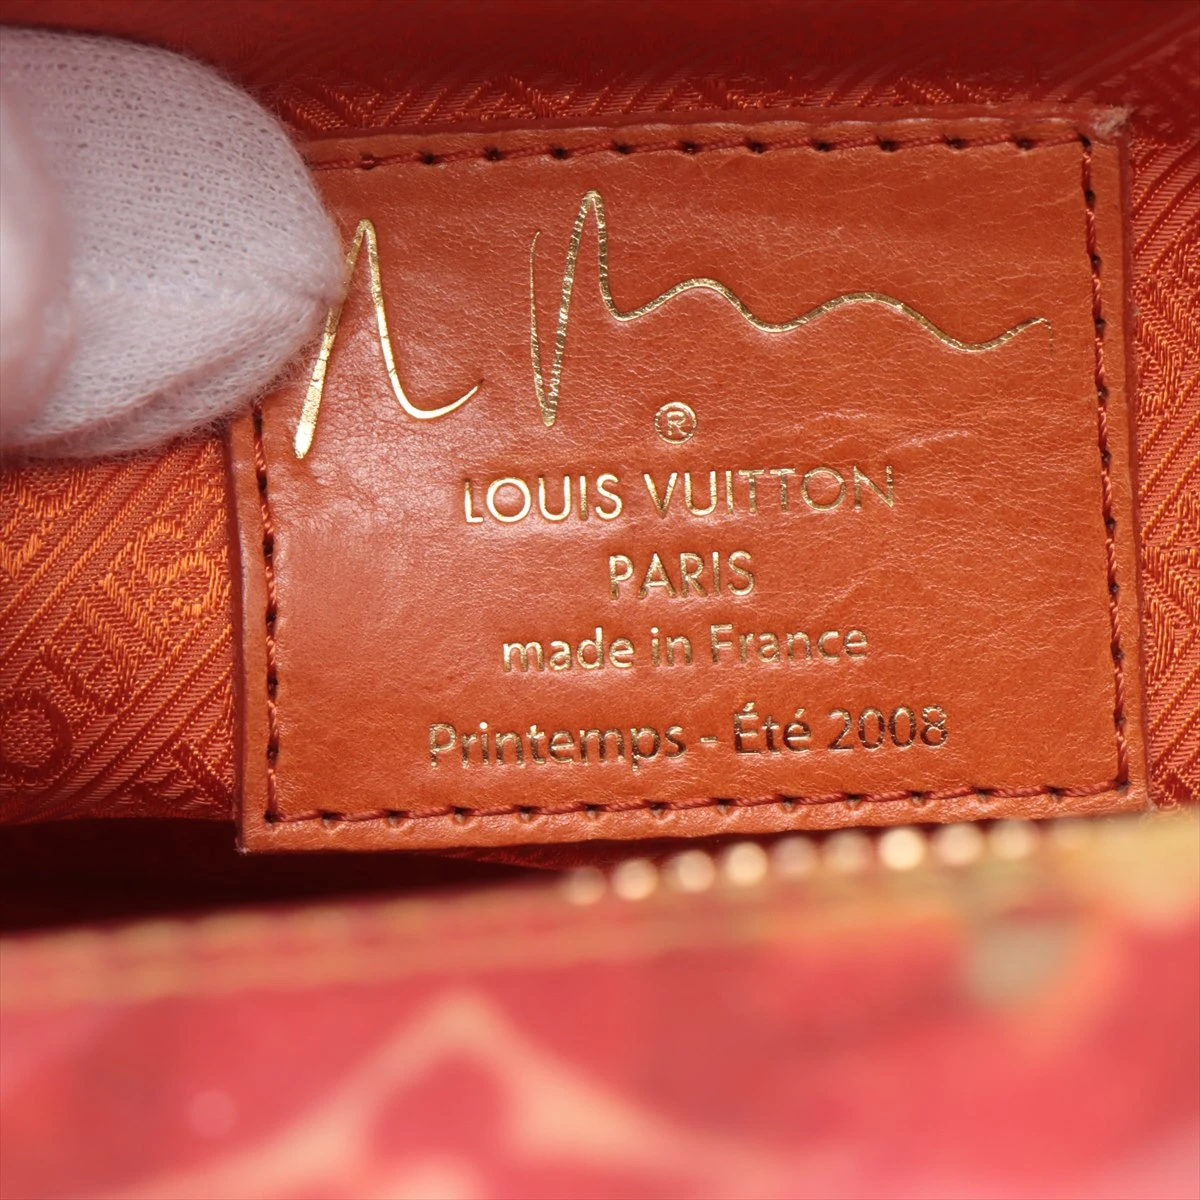 ®
LOUIS VUITTON
PARIS
made in France
Printemps - Été 2008